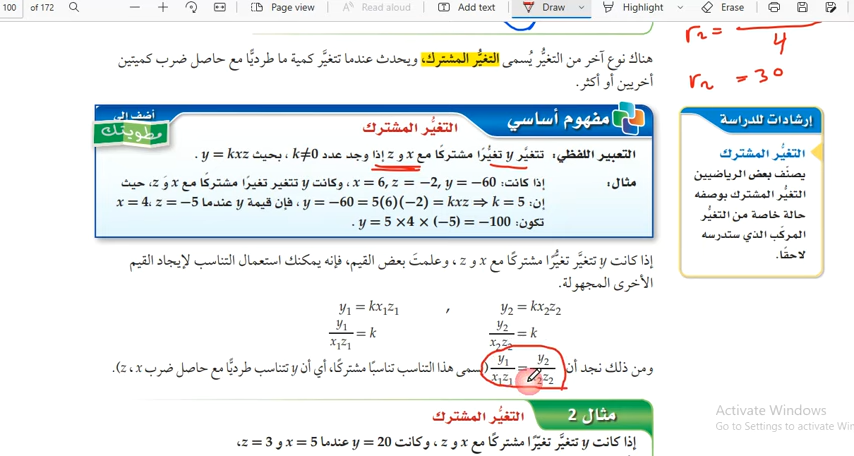 100 of 172 Page view Read aloud Add text Draw Highlight Erase
r₂ = ―/4
r₂ = 30
هناك نوع آخر من التغيُّر يُسمى التغيُّر المشترك، ويحدث عندما تتغيَّر كمية ما طرديًّا مع حاصل ضرب كميتين
أخريين أو أكثر.
مفهوم أساسي
أضف إلى
مطويتك
التغيُّر المشترك
التعبير اللفظي: تتغيَّر y تغيُّرًا مشتركًا مع x و z إذا وجد عدد k ≠ 0 ، بحيث y = kxz .
مثال: إذا كانت: x = 6, z = −2, y = −60 ، وكانت y تتغير تغيرًا مشتركًا مع x وَ z، حيث
إن: y = −60 = 5(6)(−2) = kxz ⇒ k = 5 ، فإن قيمة y عندما x = 4، z = −5
تكون: y = 5 × 4 × (−5) = −100 .
إرشادات للدراسة
التغيُّر المشترك
يصنّف بعض الرياضيين
التغيُّر المشترك بوصفه
حالة خاصة من التغيُّر
المركّب الذي ستدرسه
لاحقًا.
إذا كانت y تتغيَّر تغيُّرًا مشتركًا مع x و z ، وعلمتَ بعض القيم، فإنه يمكنك استعمال التناسب لإيجاد القيم
الأخرى المجهولة.
y₁ = kx₁z₁ , y₂ = kx₂z₂
y₁/x₁z₁ = k y₂/x₂z₂ = k
ومن ذلك نجد أن y₁/x₁z₁ = y₂/x₂z₂ (يسمى هذا التناسب تناسبًا مشتركًا، أي أن y تتناسب طرديًّا مع حاصل ضرب z ، x).
مثال 2 التغيُّر المشترك
إذا كانت y تتغيَّر تغيّرًا مشتركًا مع x و z ، وكانت y = 20 عندما x = 5 و z = 3،
Activate Windows
Go to Settings to activate Win